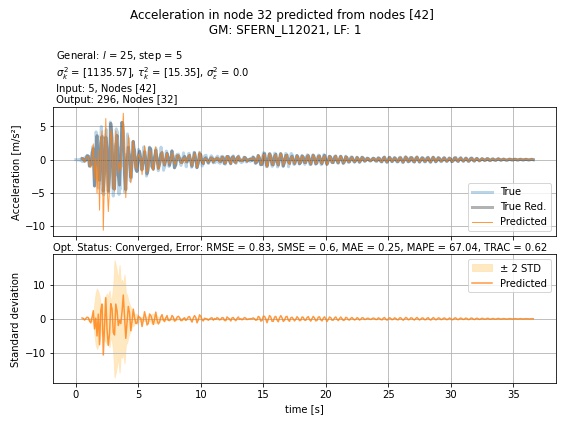 Acceleration in node 32 predicted from nodes [42]
GM: SFERN_L12021, LF: 1
General: l = 25, step = 5
σ²ₖ = [1135.57], τ²ₖ = [15.35], σ²ε = 0.0
Input: 5, Nodes [42]
Output: 296, Nodes [32]
Acceleration [m/s²]
5
0
−5
−10
True
True Red.
Predicted
Opt. Status: Converged, Error: RMSE = 0.83, SMSE = 0.6, MAE = 0.25, MAPE = 67.04, TRAC = 0.62
Standard deviation
10
0
−10
± 2 STD
Predicted
0 5 10 15 20 25 30 35
time [s]